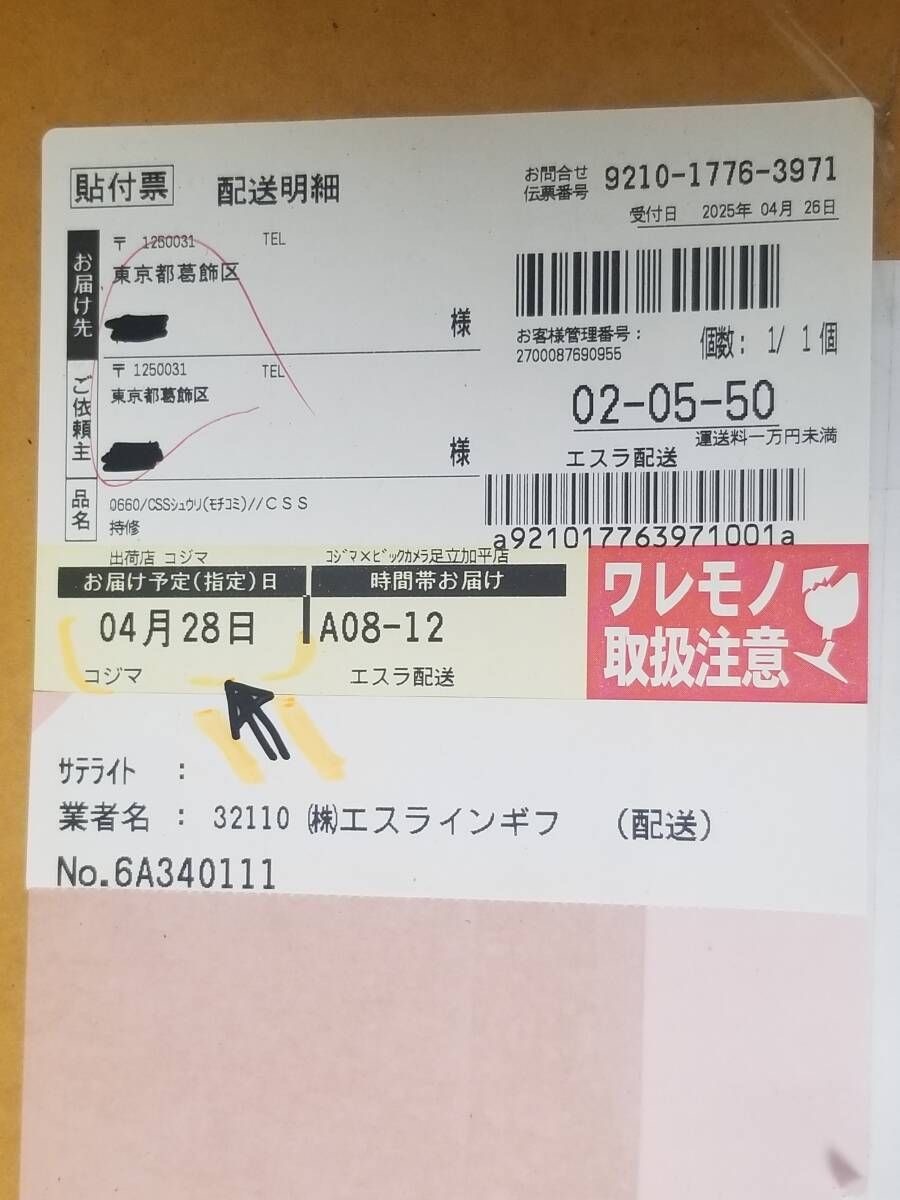 貼付票 配送明細
お問合せ伝票番号 9210-1776-3971
受付日 2025年 04月 26日
お届け先
〒 1250031 TEL
東京都葛飾区
様
ご依頼主
〒 1250031 TEL
東京都葛飾区
様
お客様管理番号：
2700087690955
個数： 1/ 1個
02-05-50
運送料一万円未満
エスラ配送
品名
0660/CSSシュウリ(モチコミ)//ＣＳＳ
持修
a921017763971001a
出荷店 コジマ コジマ×ビックカメラ足立加平店
お届け予定(指定)日 時間帯お届け
04月28日 A08-12
コジマ エスラ配送
ワレモノ
取扱注意
サテライト ：
業者名 ： 32110 ㈱エスラインギフ （配送）
No.6A340111